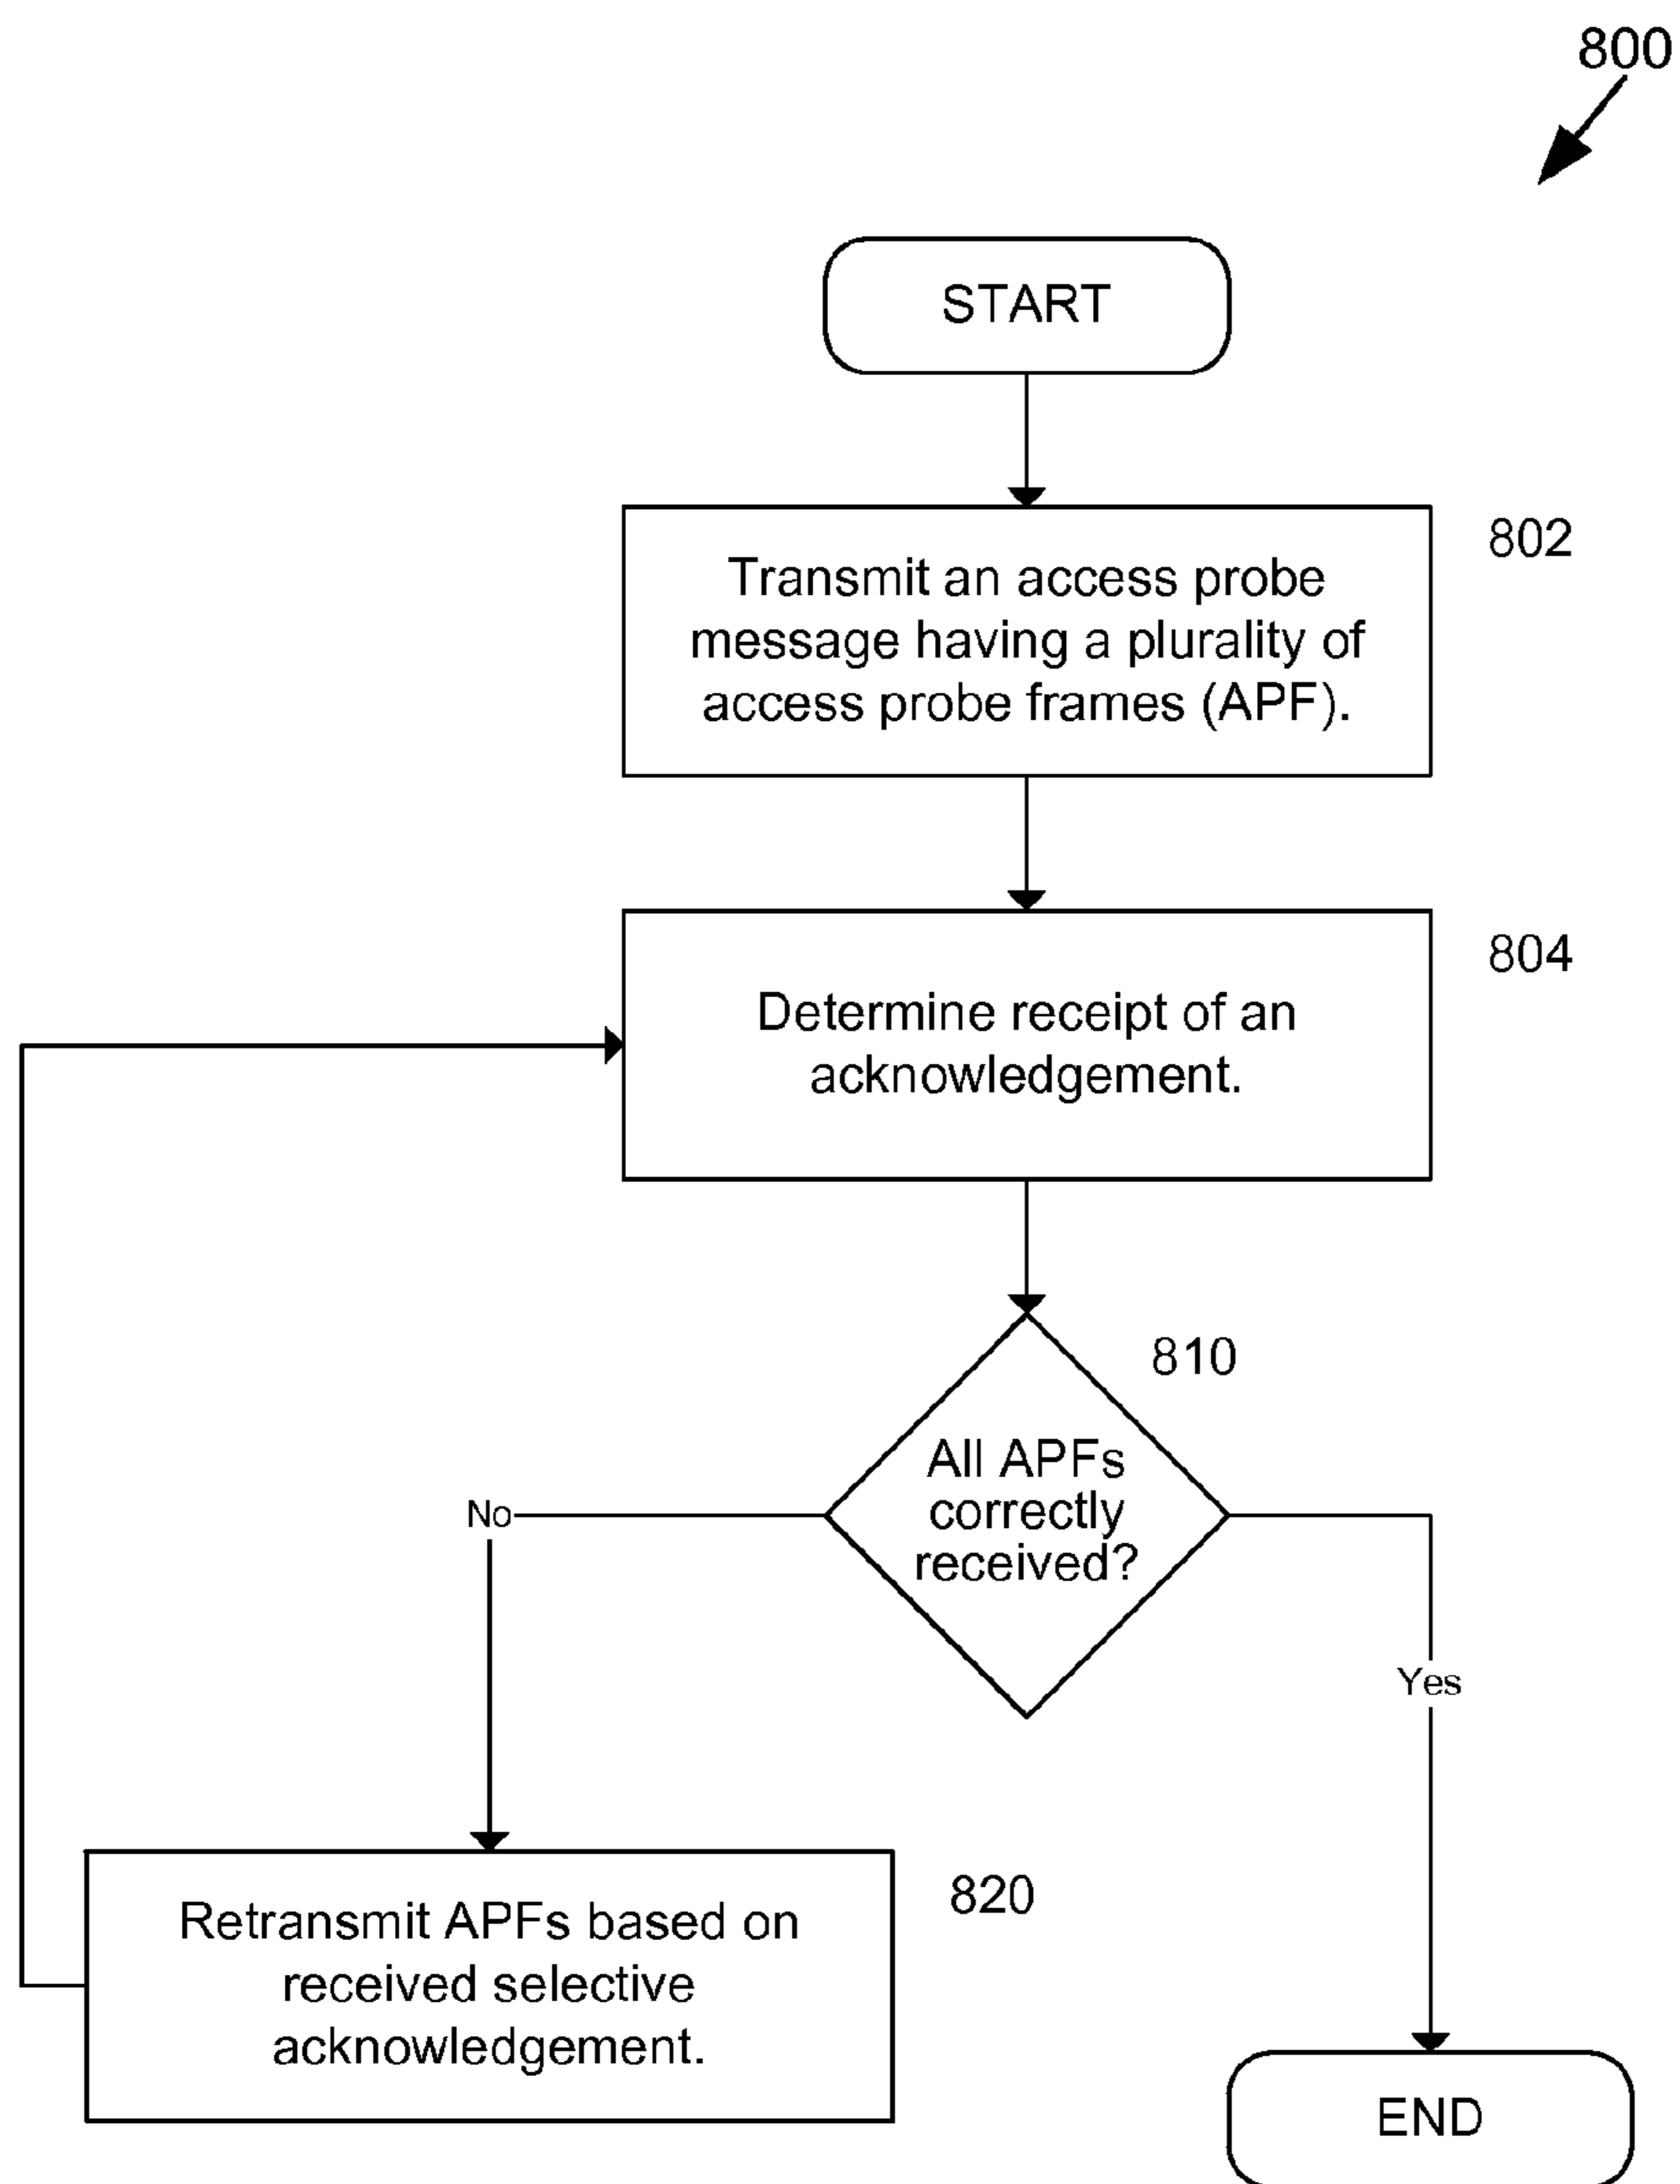 800
START
802
Transmit an access probe
message having a plurality of
access probe frames (APF).
804
Determine receipt of an
acknowledgement.
810
All APFs
correctly
received?
No
Yes
820
Retransmit APFs based on
received selective
acknowledgement.
END